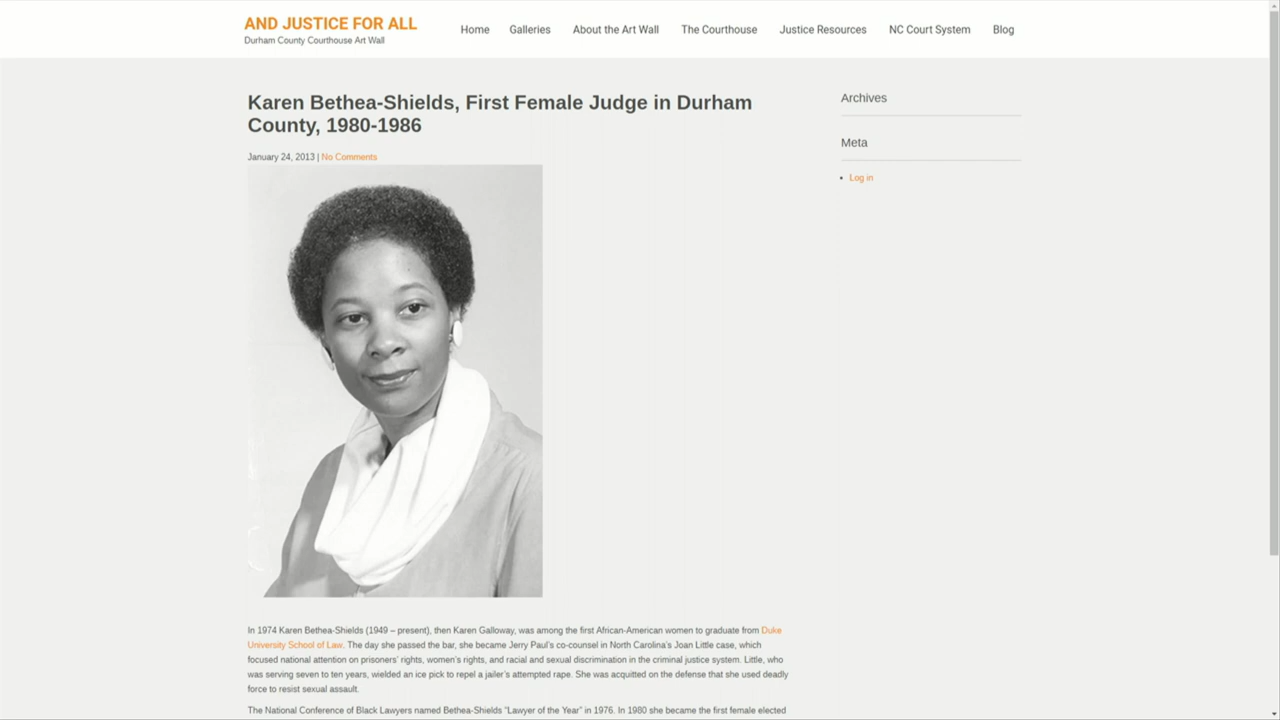 AND JUSTICE FOR ALL
Durham County Courthouse Art Wall
Home Galleries About the Art Wall The Courthouse Justice Resources NC Court System Blog
Karen Bethea-Shields, First Female Judge in Durham
County, 1980-1986
January 24, 2013 | No Comments
In 1974 Karen Bethea-Shields (1949 – present), then Karen Galloway, was among the first African-American women to graduate from Duke
University School of Law. The day she passed the bar, she became Jerry Paul's co-counsel in North Carolina's Joan Little case, which
focused national attention on prisoners' rights, women's rights, and racial and sexual discrimination in the criminal justice system. Little, who
was serving seven to ten years, wielded an ice pick to repel a jailer's attempted rape. She was acquitted on the defense that she used deadly
force to resist sexual assault.
The National Conference of Black Lawyers named Bethea-Shields “Lawyer of the Year” in 1976. In 1980 she became the first female elected
Archives
Meta
• Log in